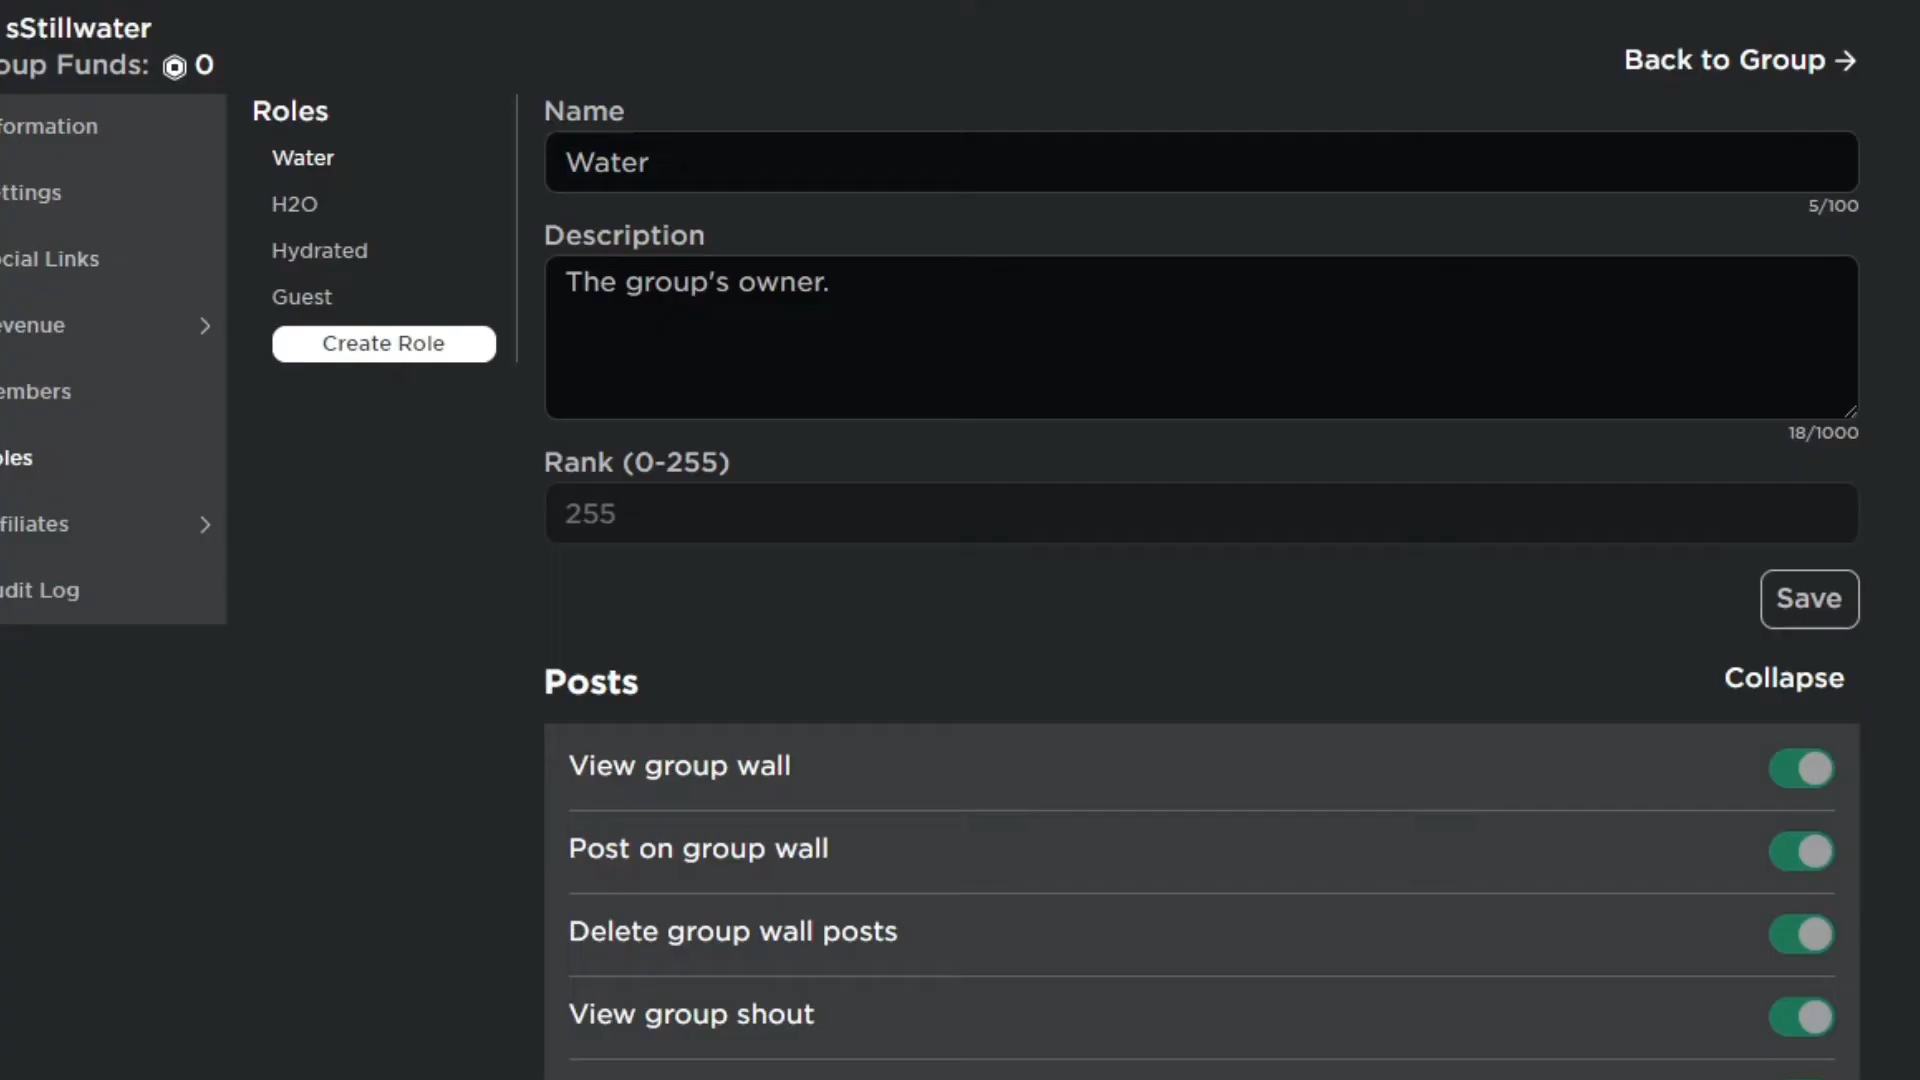 sStillwater
oup Funds: 0
Back to Group →
formation
ttings
cial Links
evenue
embers
oles
filiates
udit Log
Roles
Water
H2O
Hydrated
Guest
Create Role
Name
Water
5/100
Description
The group's owner.
18/1000
Rank (0-255)
255
Save
Posts
Collapse
View group wall
Post on group wall
Delete group wall posts
View group shout